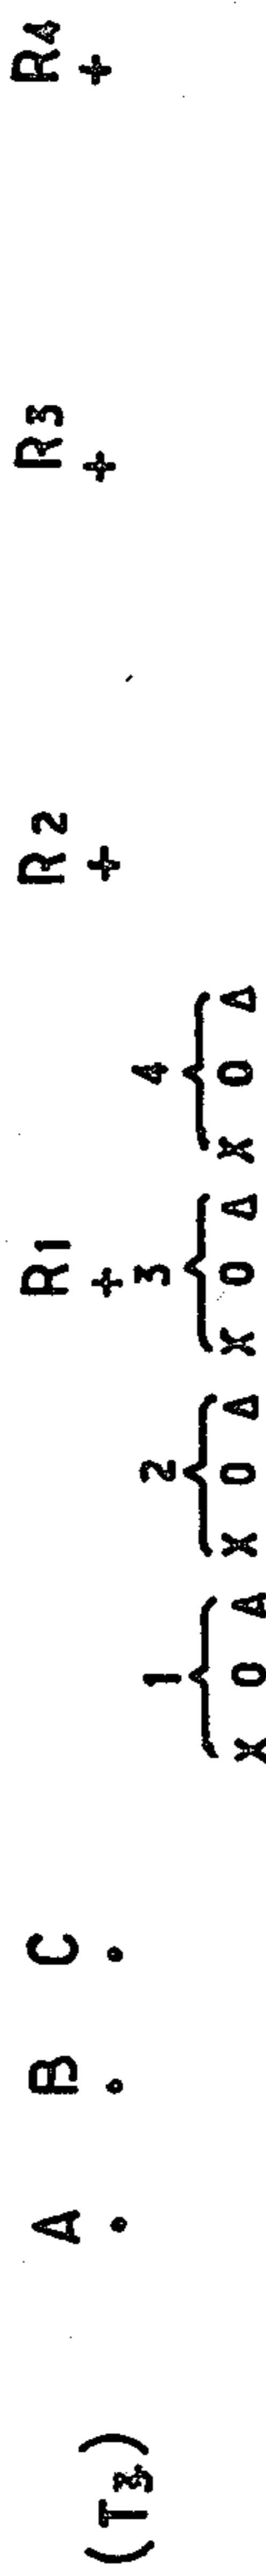 A B C R1 R2 R3 R4
(T3) . . . + + + +
1 2 3 4
X O Δ X O Δ X O Δ X O Δ